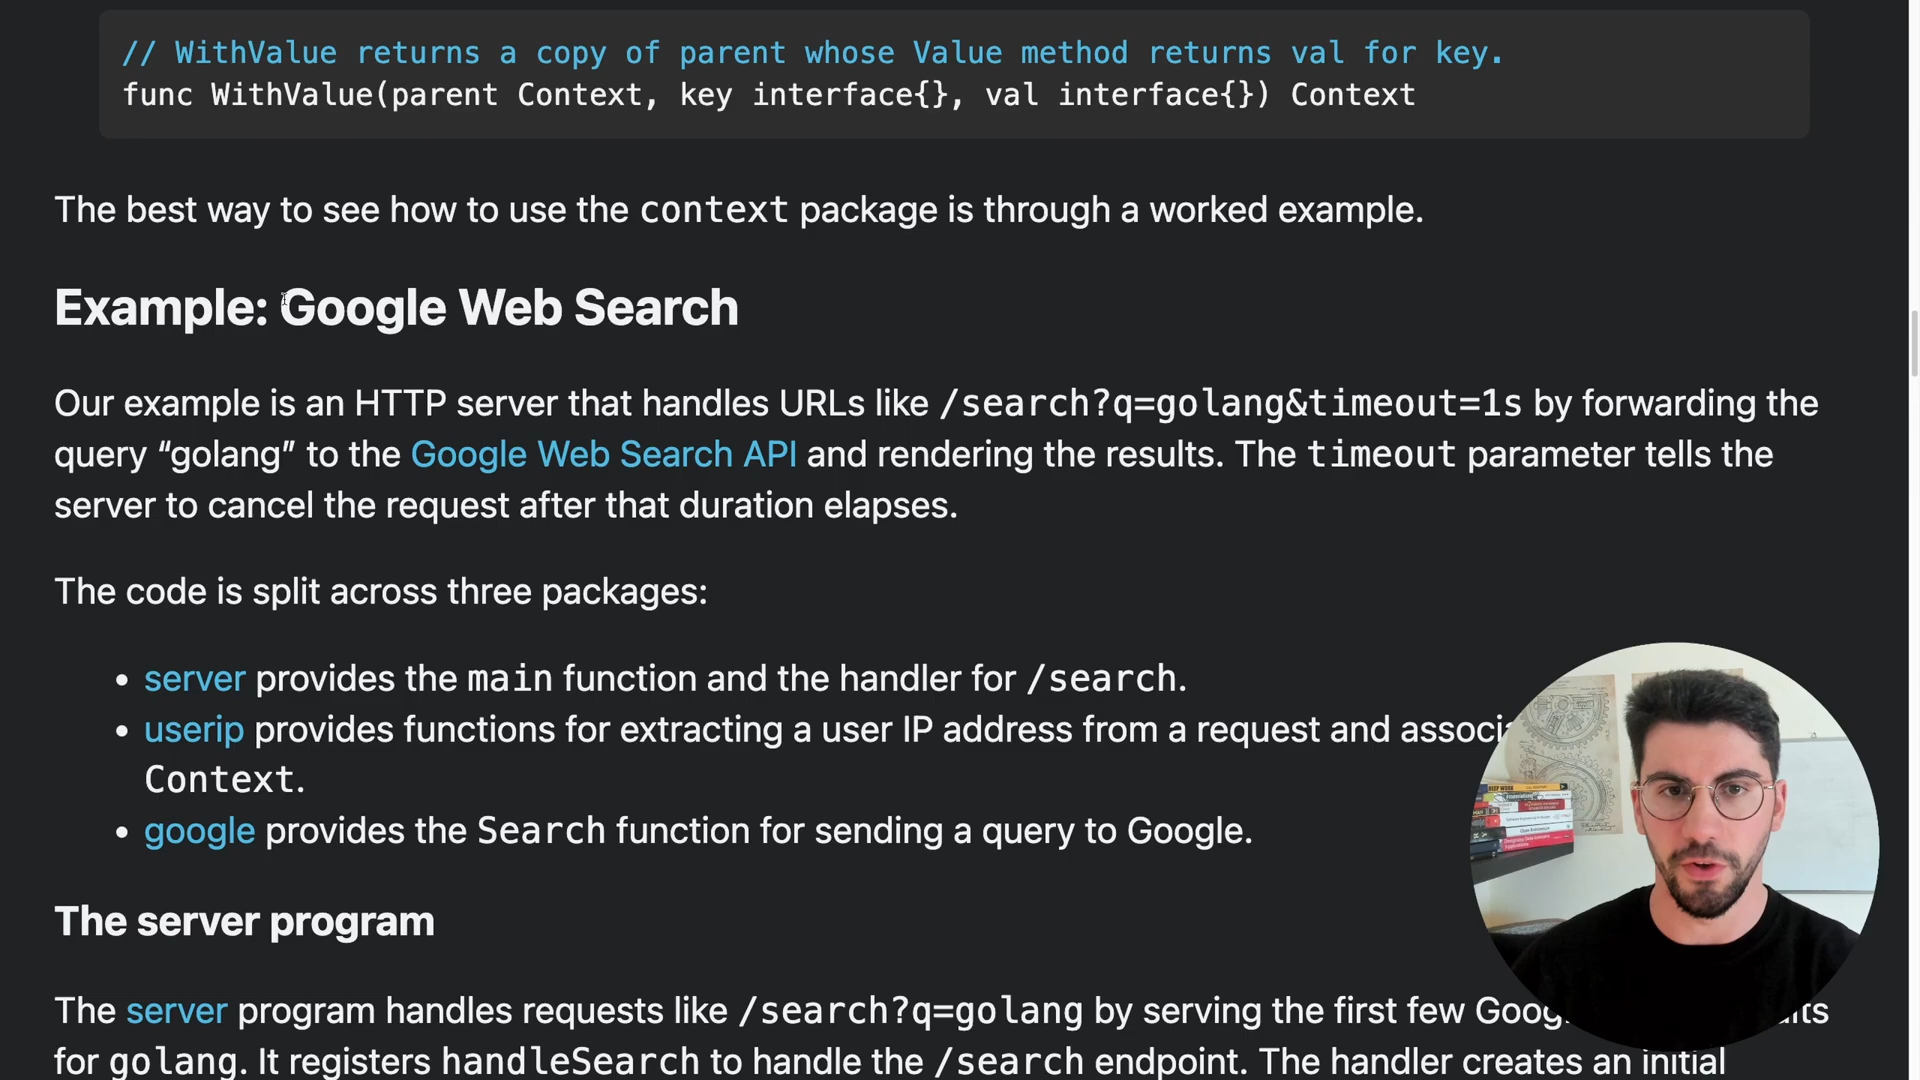 // WithValue returns a copy of parent whose Value method returns val for key.
func WithValue(parent Context, key interface{}, val interface{}) Context
The best way to see how to use the context package is through a worked example.
Example: Google Web Search
Our example is an HTTP server that handles URLs like /search?q=golang&timeout=1s by forwarding the
query “golang” to the Google Web Search API and rendering the results. The timeout parameter tells the
server to cancel the request after that duration elapses.
The code is split across three packages:
• server provides the main function and the handler for /search.
• userip provides functions for extracting a user IP address from a request and associ
Context.
• google provides the Search function for sending a query to Google.
The server program
The server program handles requests like /search?q=golang by serving the first few Goog lts
for golang. It registers handleSearch to handle the /search endpoint. The handler creates an initial
DEEP WORK